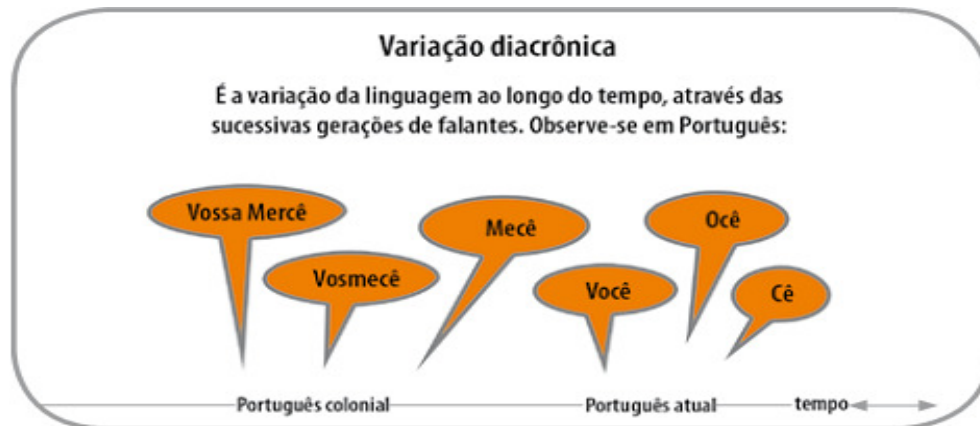 Variação diacrônica
É a variação da linguagem ao longo do tempo, através das
sucessivas gerações de falantes. Observe-se em Português:
Vossa Mercê
Vosmecê
Mecê
Você
Ocê
Cê
Português colonial
Português atual
tempo